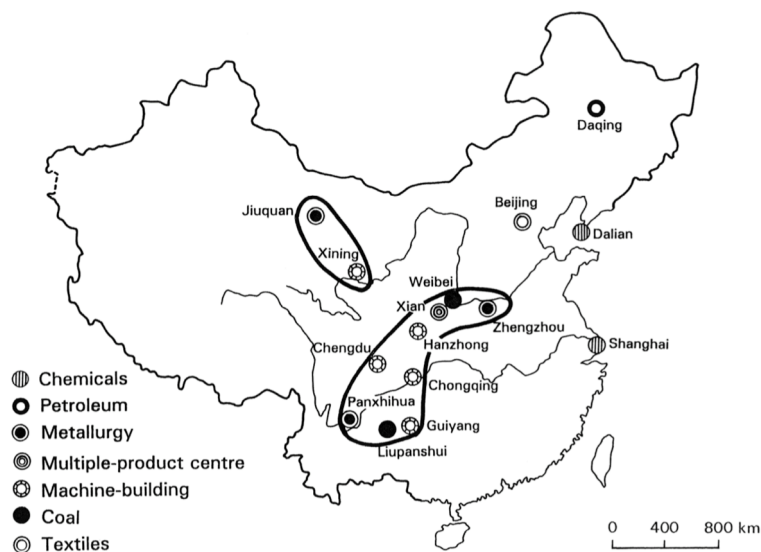 Daqing
Beijing
Jiuquan
Dalian
Xining
Weibei
Xian
Zhengzhou
Hanzhong
Shanghai
Chengdu
Chongqing
Panxhihua
Guiyang
Liupanshui
Chemicals
Petroleum
Metallurgy
Multiple-product centre
Machine-building
Coal
Textiles
0 400 800 km